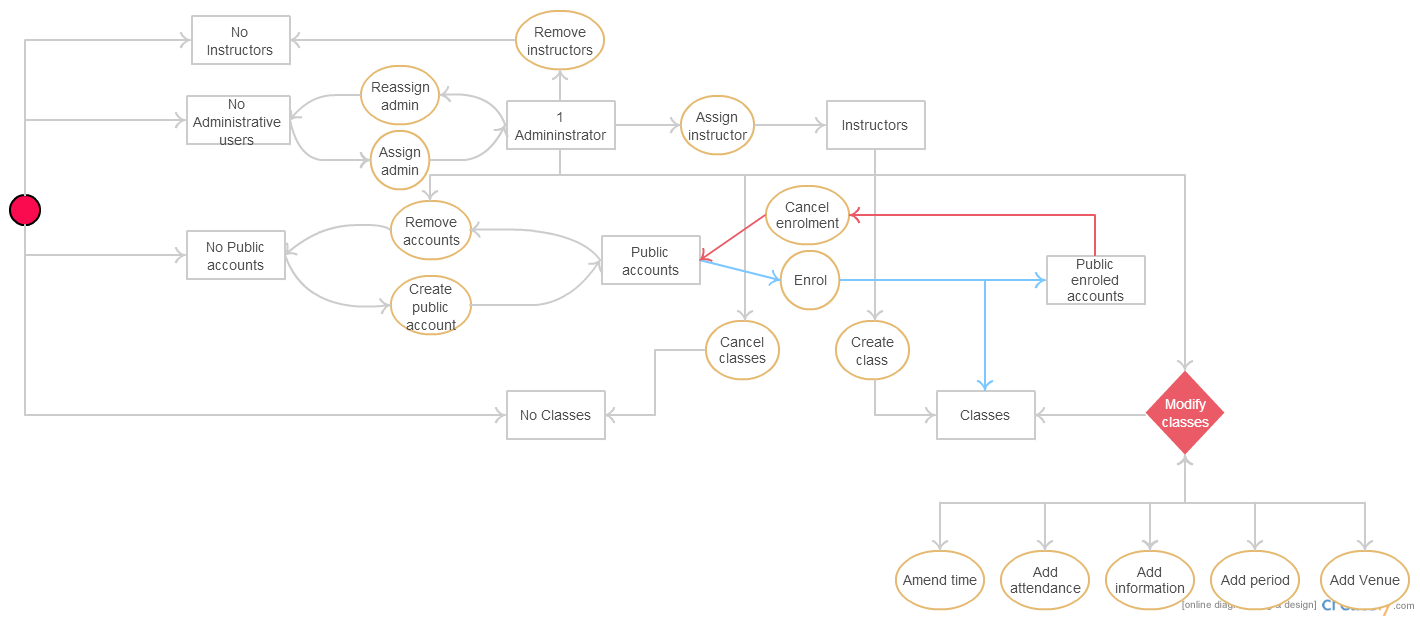 No
Instructors
Remove
instructors
Reassign
admin
No
Administrative
users
1
Admininstrator
Assign
instructor
Instructors
Assign
admin
Remove
accounts
Cancel
enrolment
No Public
accounts
Public
accounts
Enrol
Public
enroled
accounts
Create
public
account
Cancel
classes
Create
class
No Classes
Classes
Modify
classes
Amend time
Add
attendance
Add
information
Add period
Add Venue
[online diag & design]
.com